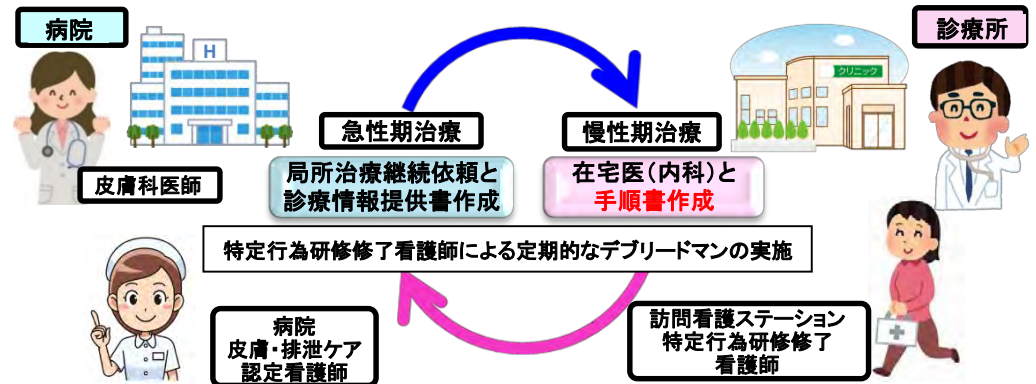 病院
H
クリニック
診療所
急性期治療
慢性期治療
皮膚科医師
局所治療継続依頼と
診療情報提供書作成
在宅医(内科)と
手順書作成
特定行為研修修了看護師による定期的なデブリードマンの実施
病院
皮膚・排泄ケア
認定看護師
訪問看護ステーション
特定行為研修修了
看護師